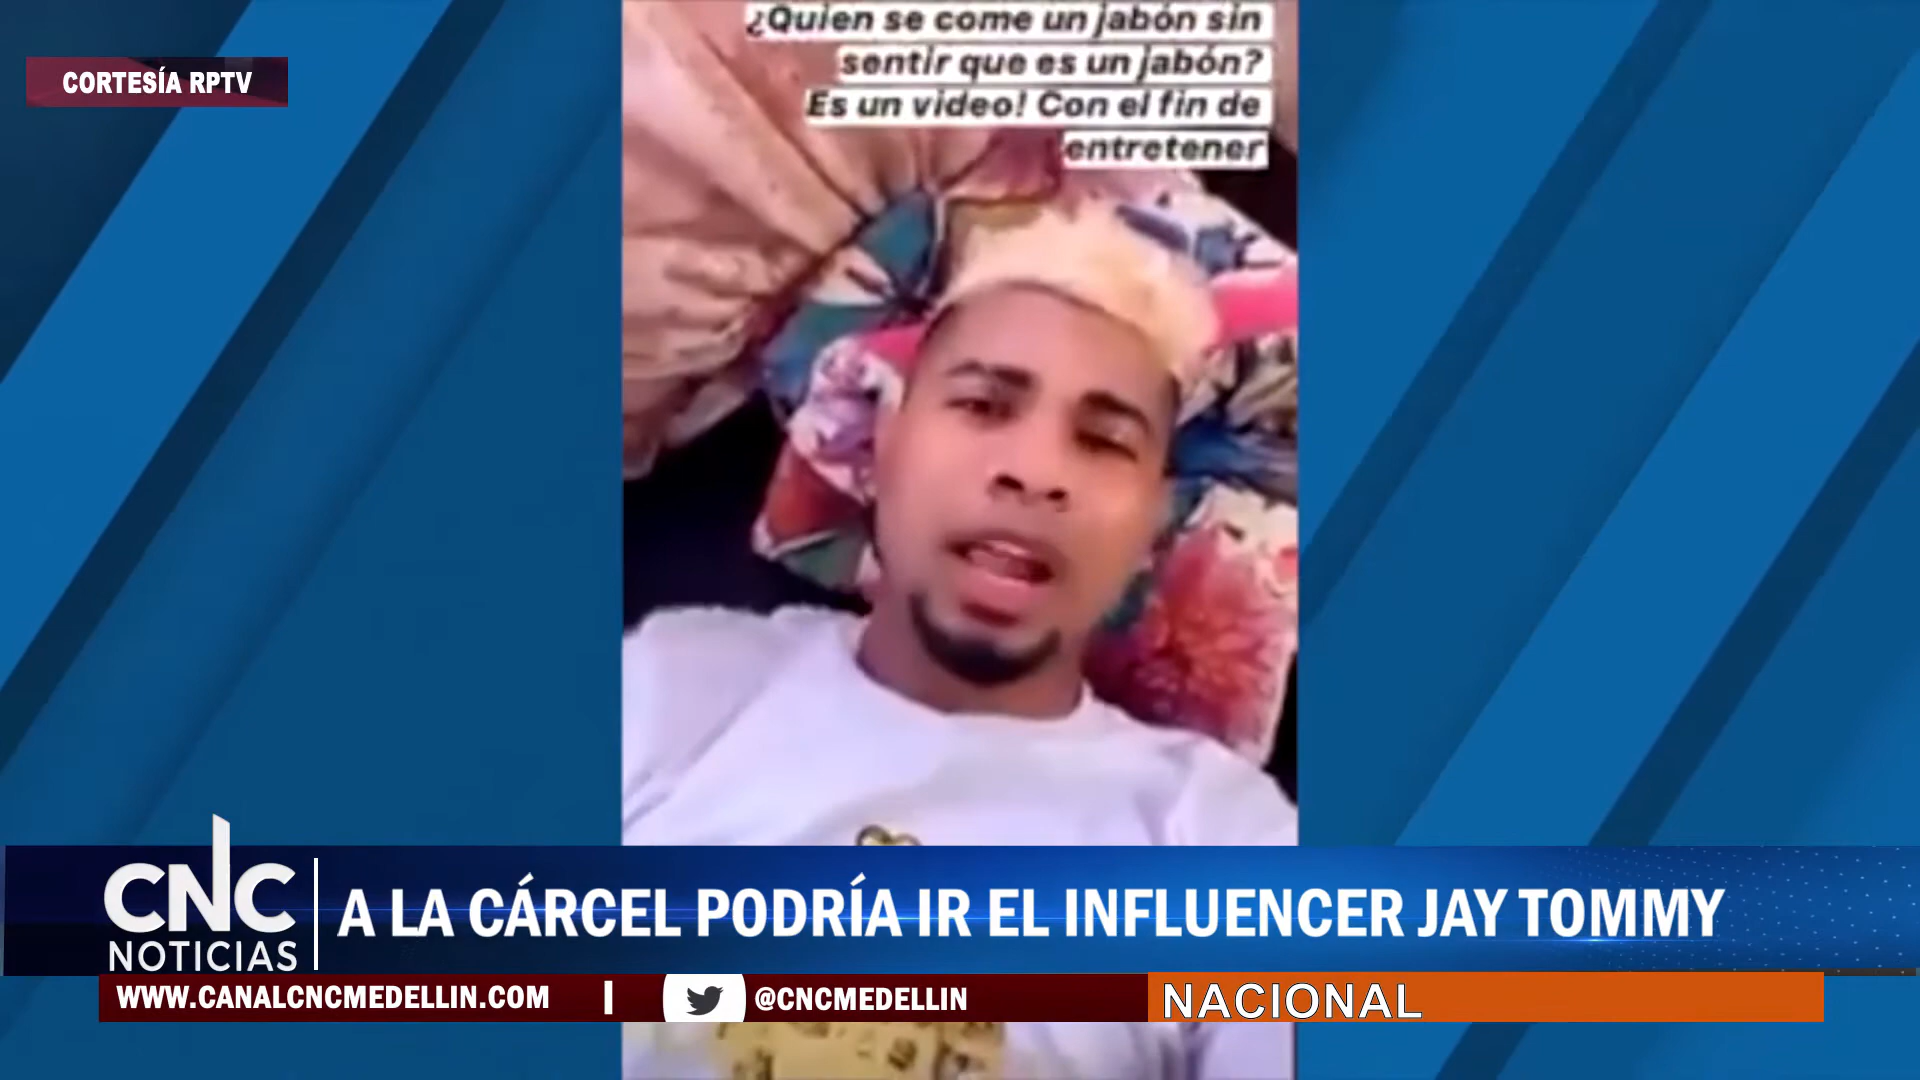 ¿Quien se come un jabón sin
sentir que es un jabón?
Es un video! Con el fin de
entretener
CORTESÍA RPTV
CNC
NOTICIAS
A LA CÁRCEL PODRÍA IR EL INFLUENCER JAY TOMMY
WWW.CANALCNCMEDELLIN.COM
@CNCMEDELLIN
NACIONAL